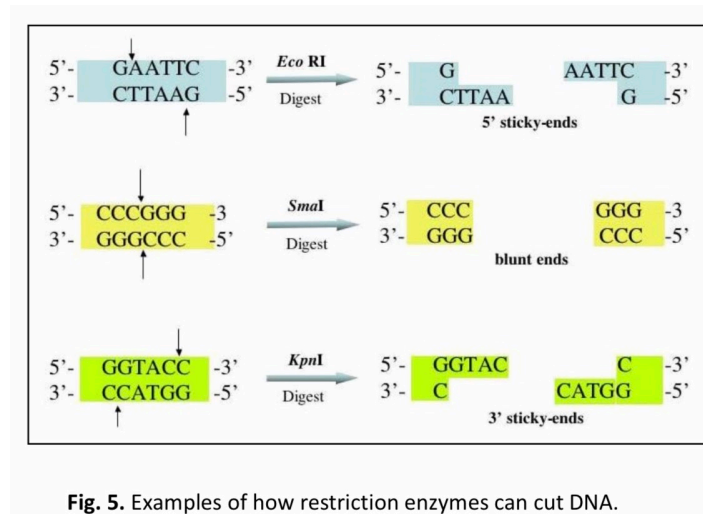 5'- GAATTC -3' Eco RI 5'- G AATTC -3'
3'- CTTAAG -5' Digest 3'- CTTAA G -5'
5' sticky-ends
5'- CCCGGG -3 SmaI 5'- CCC GGG -3
3'- GGGCCC -5' Digest 3'- GGG CCC -5'
blunt ends
5'- GGTACC -3' KpnI 5'- GGTAC C -3'
3'- CCATGG -5' Digest 3'- C CATGG -5'
3' sticky-ends
Fig. 5. Examples of how restriction enzymes can cut DNA.